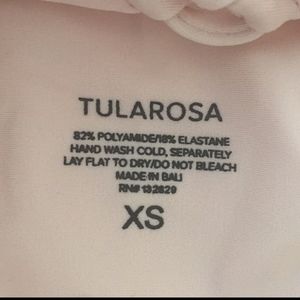 TULAROSA
82% POLYAMIDE/18% ELASTANE
HAND WASH COLD, SEPARATELY
LAY FLAT TO DRY/DO NOT BLEACH
MADE IN BALI
RN# 132829
XS